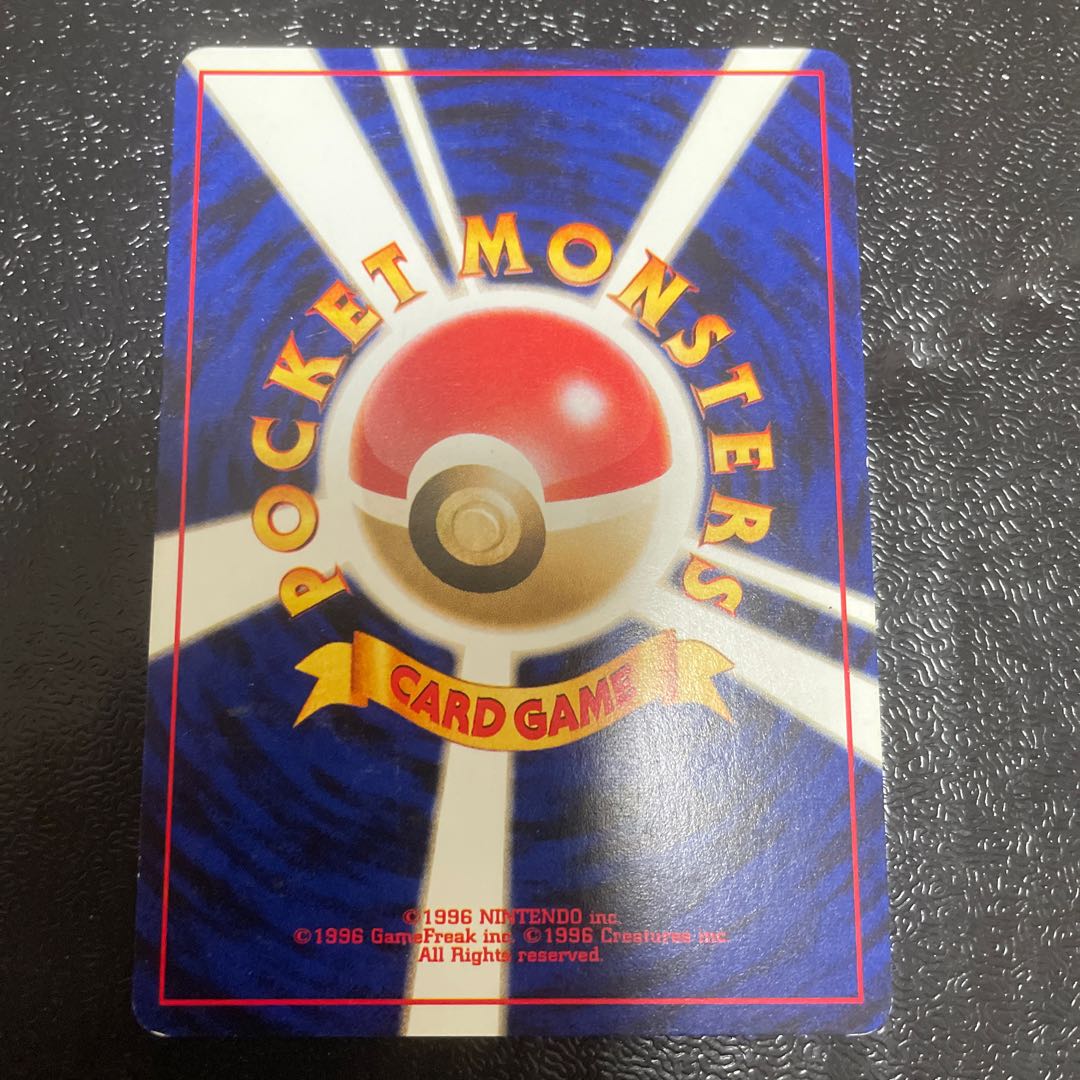 POCKET MONSTERS
CARD GAME
©1996 NINTENDO inc.
©1996 GameFreak inc. ©1996 Creatures inc.
All Rights reserved.